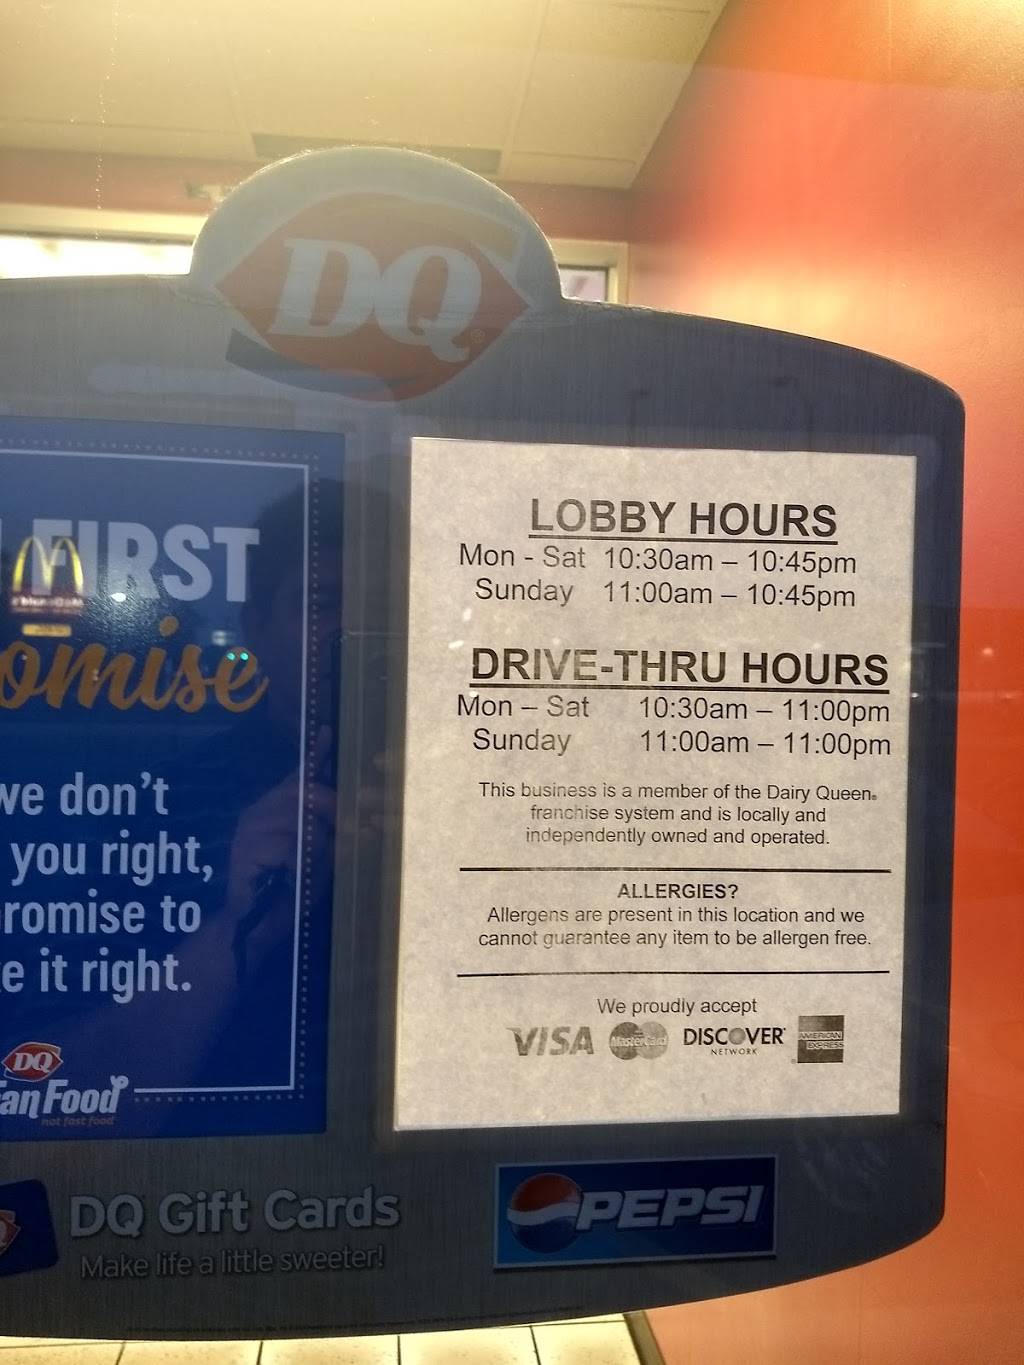 DQ
FIRST
omise
we don't
you right,
romise to
e it right.
DQ
an Food
not fast food
LOBBY HOURS
Mon - Sat 10:30am – 10:45pm
Sunday 11:00am – 10:45pm
DRIVE-THRU HOURS
Mon – Sat 10:30am – 11:00pm
Sunday 11:00am – 11:00pm
This business is a member of the Dairy Queen®
franchise system and is locally and
independently owned and operated.
ALLERGIES?
Allergens are present in this location and we
cannot guarantee any item to be allergen free.
We proudly accept
VISA MasterCard DISCOVER NETWORK AMERICAN EXPRESS
DQ Gift Cards
Make life a little sweeter!
PEPSI